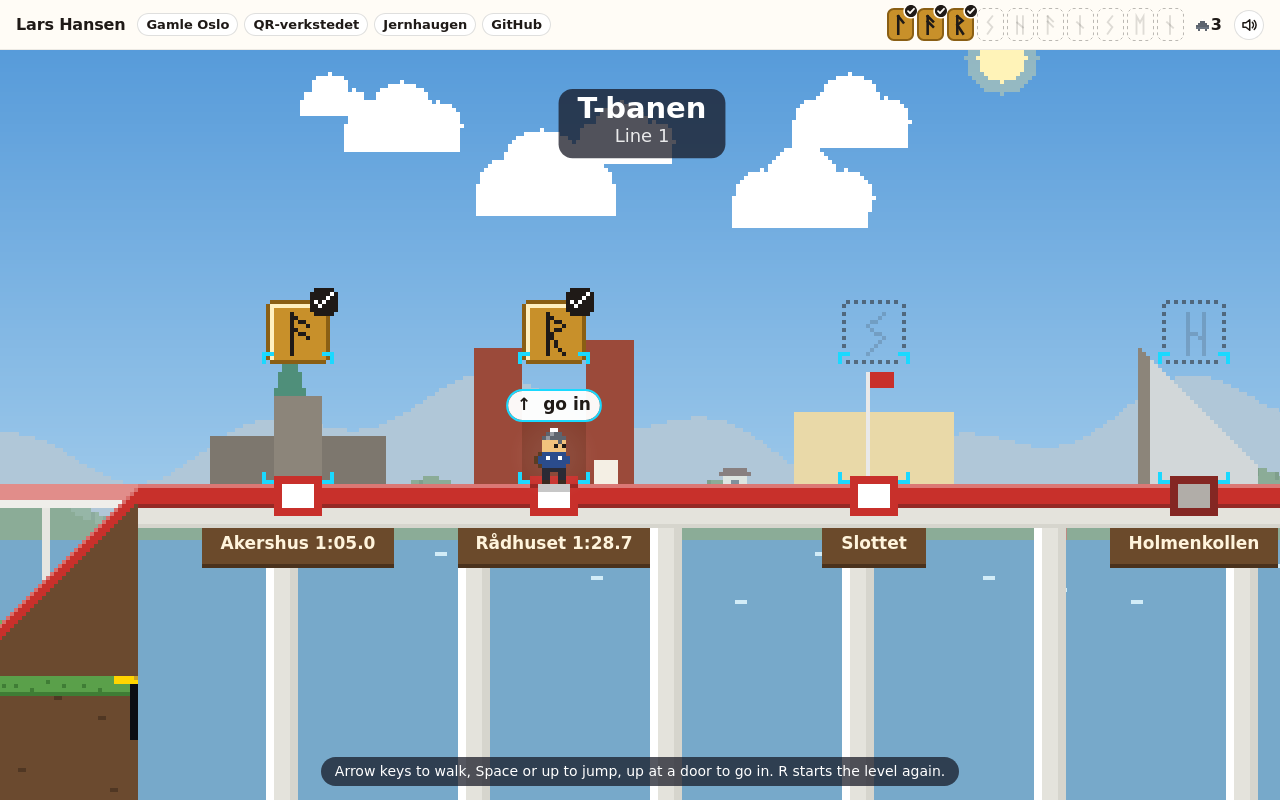 Lars Hansen Gamle Oslo QR-verkstedet Jernhaugen GitHub ᚨ ᚱ 3
T-banen
Line 1
ᚨ ᚱ
↑ go in
Akershus 1:05.0 Rådhuset 1:28.7 Slottet Holmenkollen
Arrow keys to walk, Space or up to jump, up at a door to go in. R starts the level again.